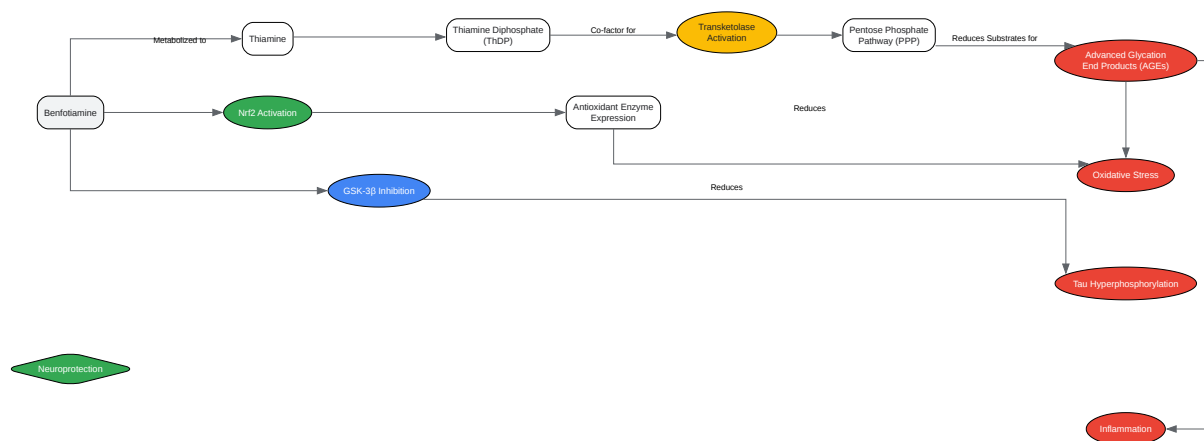 Metabolized to
Thiamine
Thiamine Diphosphate
(ThDP)
Co-factor for
Transketolase
Activation
Pentose Phosphate
Pathway (PPP)
Reduces Substrates for
Advanced Glycation
End Products (AGEs)
Benfotiamine
Nrf2 Activation
Antioxidant Enzyme
Expression
Reduces
Oxidative Stress
GSK-3β Inhibition
Reduces
Tau Hyperphosphorylation
Neuroprotection
Inflammation